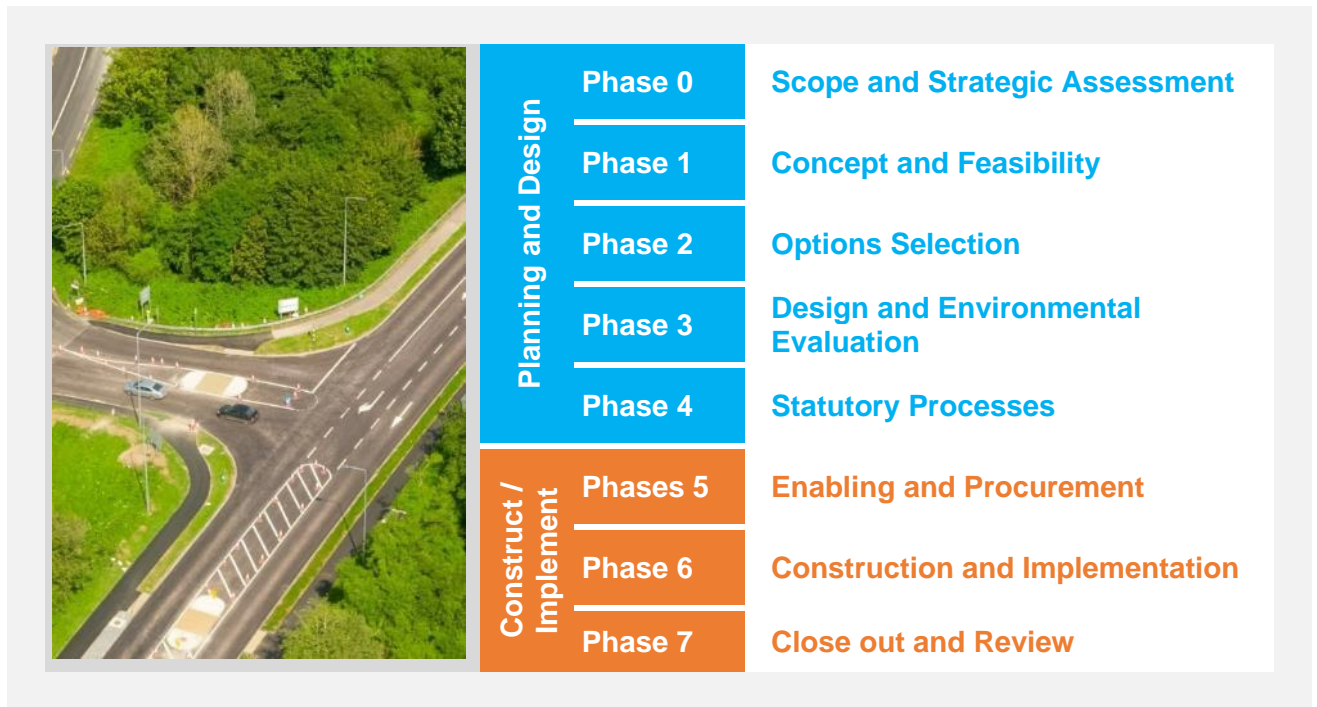 Planning and Design
Phase 0
Scope and Strategic Assessment
Phase 1
Concept and Feasibility
Phase 2
Options Selection
Phase 3
Design and Environmental
Evaluation
Phase 4
Statutory Processes
Construct /
Implement
Phases 5
Enabling and Procurement
Phase 6
Construction and Implementation
Phase 7
Close out and Review